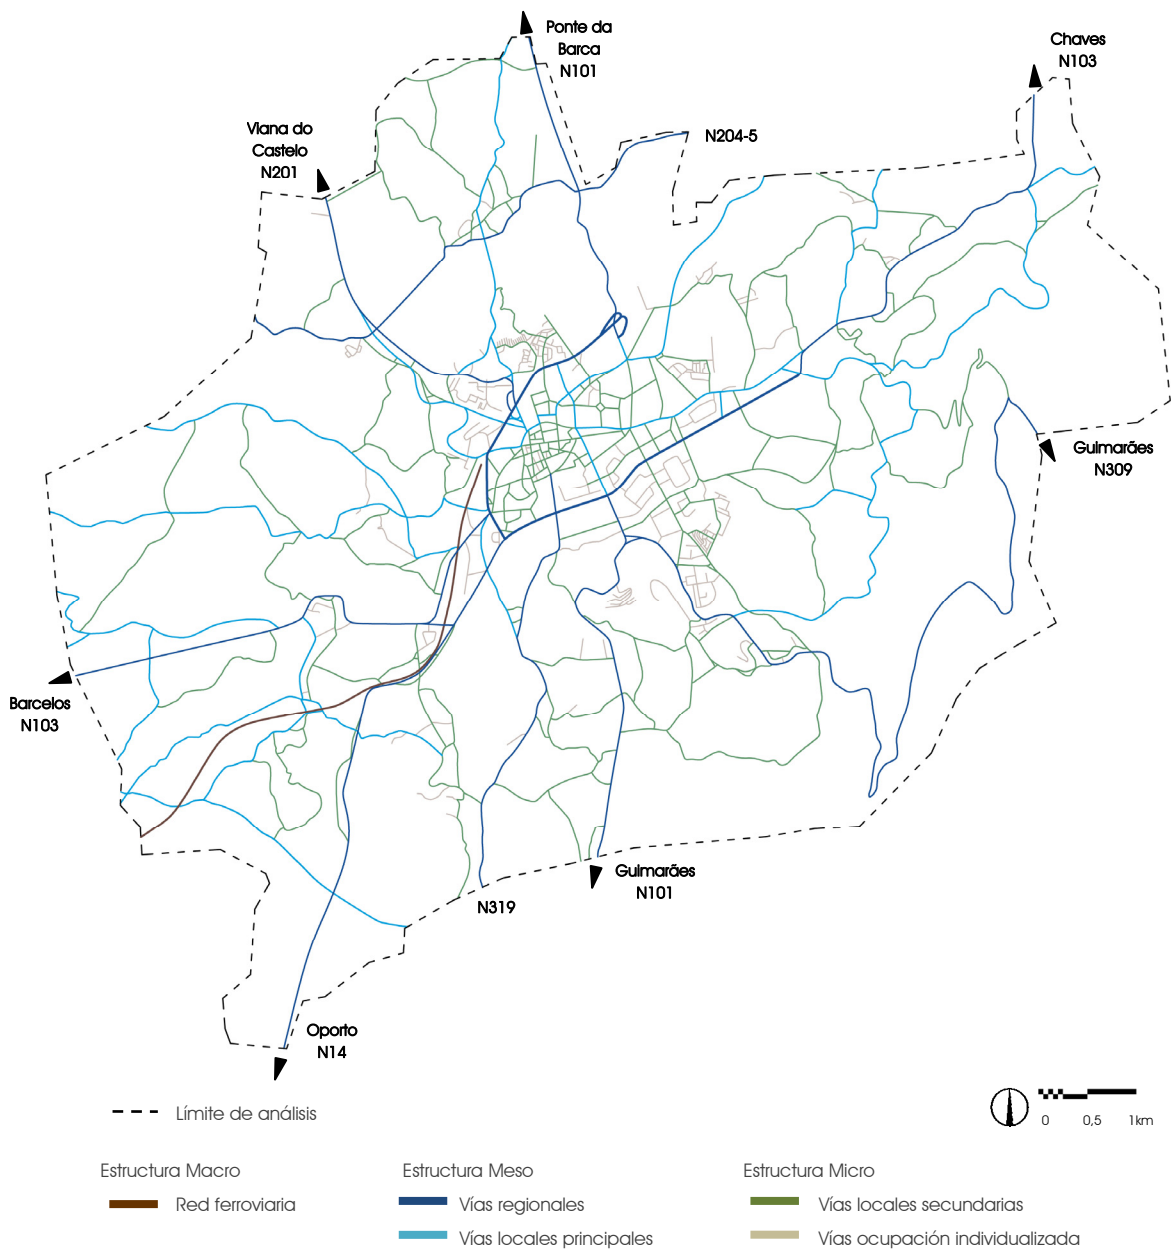 Ponte da
Barca
N101
Chaves
N103
Viana do
Castelo
N201
N204-5
Guimarães
N309
Barcelos
N103
Guimarães
N101
N319
Oporto
N14
Límite de análisis
0 0,5 1km
Estructura Macro
Red ferroviaria
Estructura Meso
Vías regionales
Vías locales principales
Estructura Micro
Vías locales secundarias
Vías ocupación individualizada